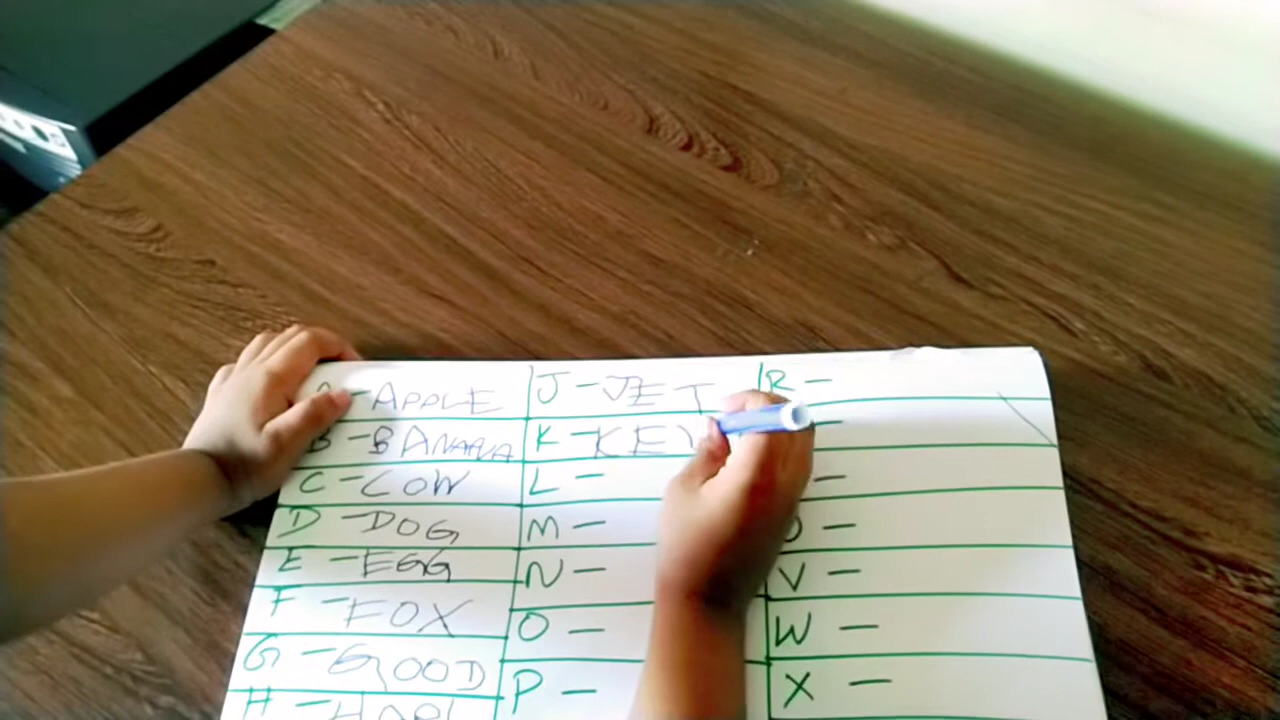 A - APPLE
B - BANANA
C - COW
D - DOG
E - EGG
F - FOX
G - GOOD
H -
J - JET
K - KEY
L -
M -
N -
O -
P -
R -
-
-
-
V -
W -
X -